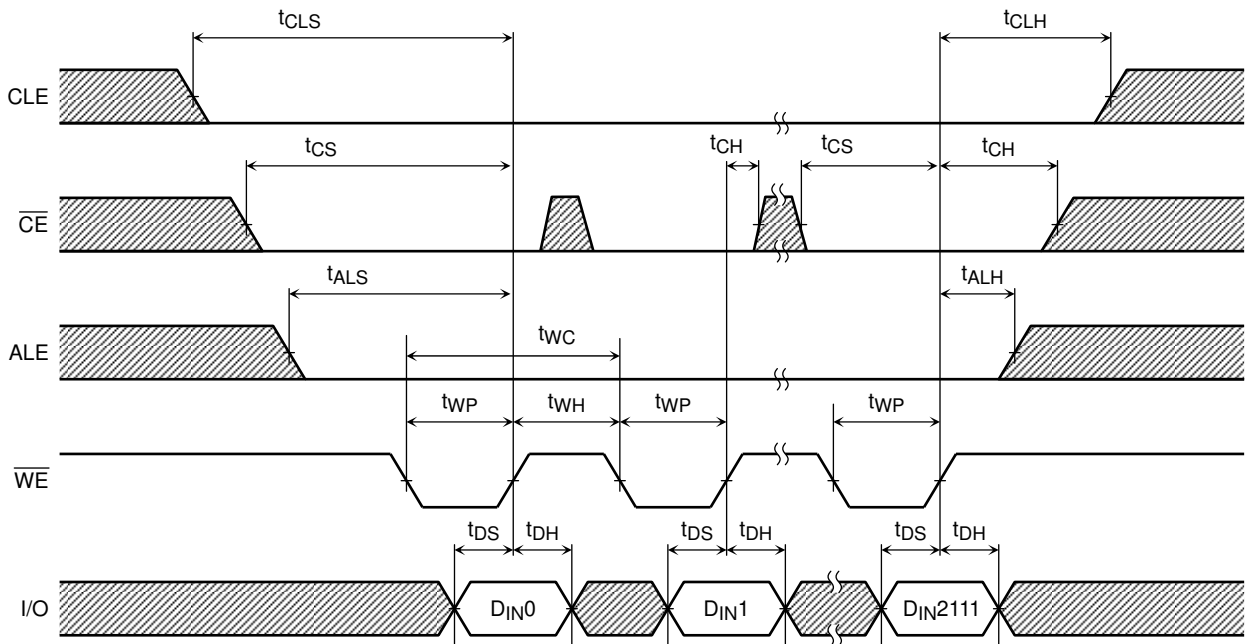 tCLS tCLH
CLE
tCS tCH tCS tCH
CE
tALS tALH
ALE
tWC
tWP tWH tWP tWP
WE
tDS tDH tDS tDH tDS tDH
I/O DIN0 DIN1 DIN2111